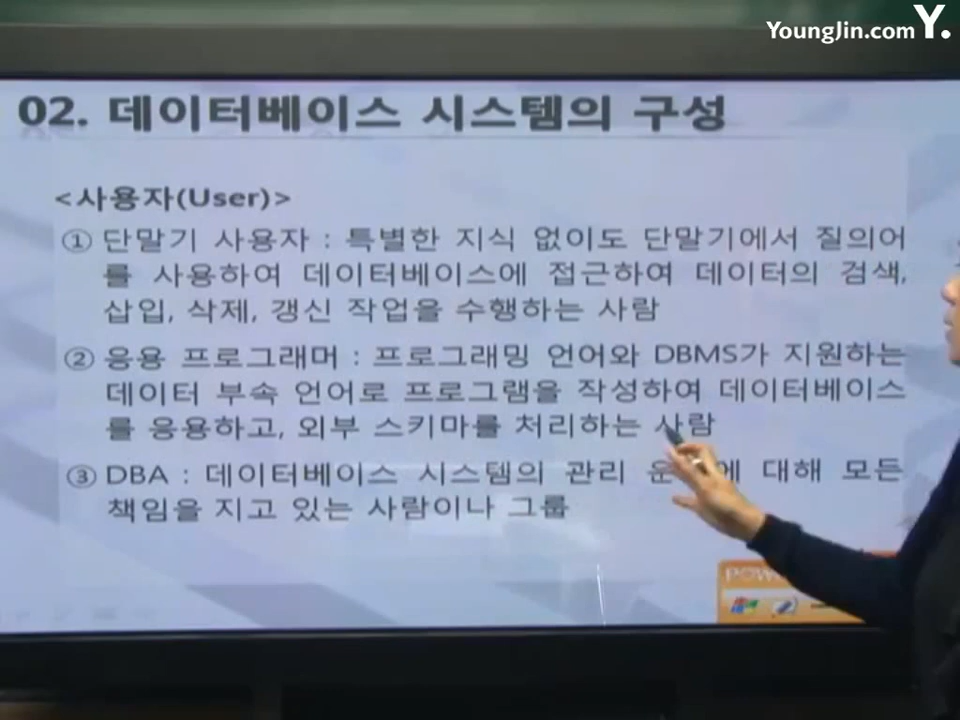 YoungJin.com Y.
02. 데이터베이스 시스템의 구성
<사용자(User)>
① 단말기 사용자 : 특별한 지식 없이도 단말기에서 질의어
를 사용하여 데이터베이스에 접근하여 데이터의 검색,
삽입, 삭제, 갱신 작업을 수행하는 사람
② 응용 프로그래머 : 프로그래밍 언어와 DBMS가 지원하는
데이터 부속 언어로 프로그램을 작성하여 데이터베이스
를 응용하고, 외부 스키마를 처리하는 사람
③ DBA : 데이터베이스 시스템의 관리 에 대해 모든
책임을 지고 있는 사람이나 그룹